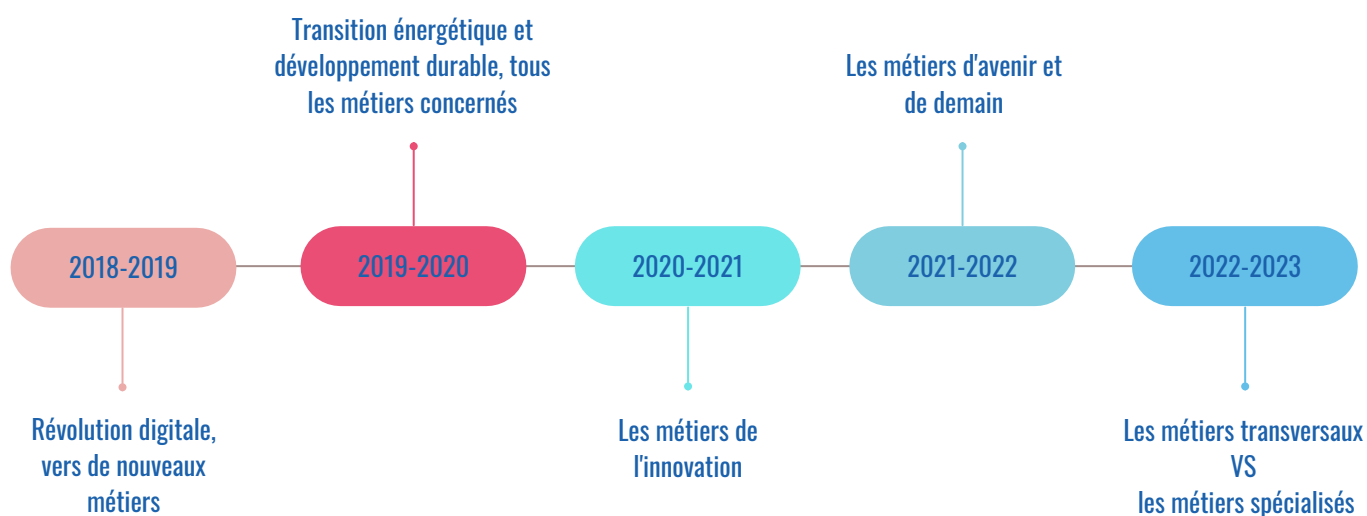 Transition énergétique et
développement durable, tous
les métiers concernés
Les métiers d'avenir et
de demain
2018-2019
2019-2020
2020-2021
2021-2022
2022-2023
Révolution digitale,
vers de nouveaux
métiers
Les métiers de
l'innovation
Les métiers transversaux
VS
les métiers spécialisés